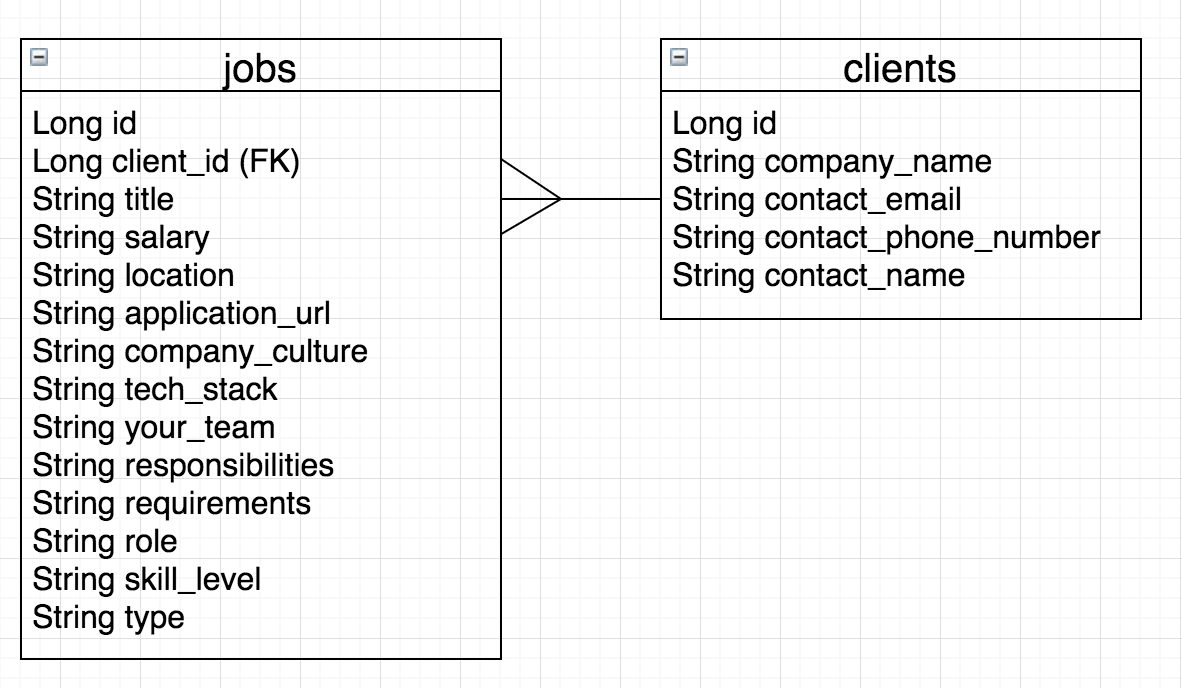 jobs
Long id
Long client_id (FK)
String title
String salary
String location
String application_url
String company_culture
String tech_stack
String your_team
String responsibilities
String requirements
String role
String skill_level
String type
clients
Long id
String company_name
String contact_email
String contact_phone_number
String contact_name